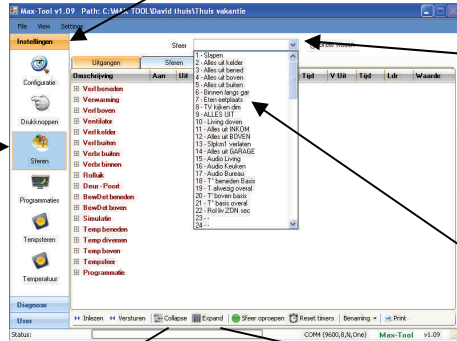 Max-Tool v1.09 Path: C:\MAX TOOL\David thuis\Thuis vakantie
File View Settings
Instellingen
Sfeer
Uitgangen Sferen
Omschrijving Aan Uit Tijd V Uit Tijd Ldr Waarde
Configuratie
Drukknoppen
Sferen
Programmaties
Tempsferen
Temperatuur
Diagnose
User
Verl beneden
Verwarming
Verl boven
Ventilator
Verl kelder
Verl buiten
Verbr buiten
Verbr binnen
Rolluik
Deur - Poort
BewDet beneden
BewDet boven
Simulatie
Temp beneden
Temp diversen
Temp boven
Tempsfeer
Programmatie
1 - Slapen
2 - Alles uit kelder
3 - Alles uit bened
4 - Alles uit boven
5 - Alles uit buiten
6 - Binnen langs gar
7 - Eten eetplaats
8 - TV kijken dim
9 - ALLES UIT
10 - Living doven
11 - Alles uit INKOM
12 - Alles uit BOVEN
13 - Slpkm1 verlaten
14 - Alles uit GARAGE
15 - Audio Living
16 - Audio Keuken
17 - Audio Bureau
18 - T° beneden Basis
19 - T afwezig overal
20 - T° boven basis
21 - T° basis overal
22 - Rol liv ZON sec
23 - -
24 - -
Inlezen Versturen Collapse Expand Sfeer oproepen Reset timers Benaming Print
Status: COM4 (9600,8,N,One) Max-Tool v1.09